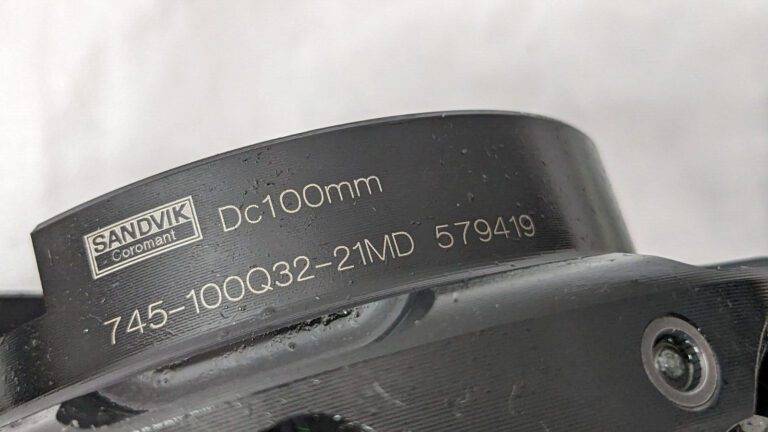 SANDVIK
Coromant
Dc100mm
745-100Q32-21MD 579419